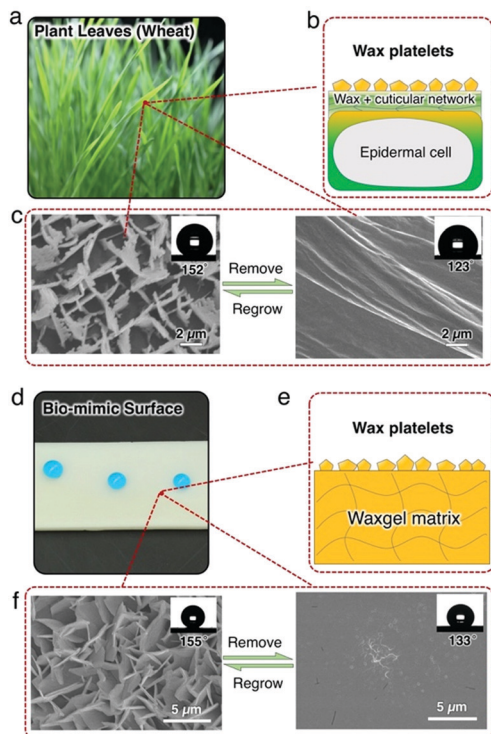 a
Plant Leaves (Wheat)
b
Wax platelets
Wax + cuticular network
Epidermal cell
c
152°
2 µm
Remove
Regrow
123°
2 µm
d
Bio-mimic Surface
e
Wax platelets
Waxgel matrix
f
155°
5 µm
Remove
Regrow
133°
5 µm